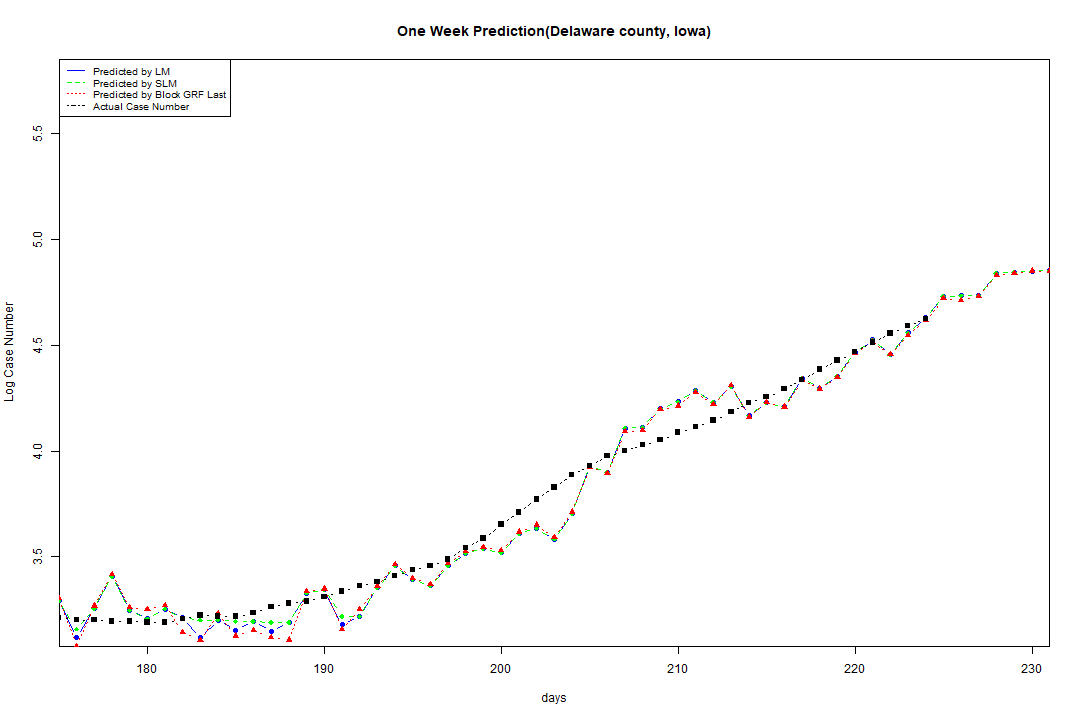 One Week Prediction(Delaware county, Iowa)
Predicted by LM
Predicted by SLM
Predicted by Block GRF Last
Actual Case Number
5.5
5.0
4.5
4.0
3.5
Log Case Number
180 190 200 210 220 230
days